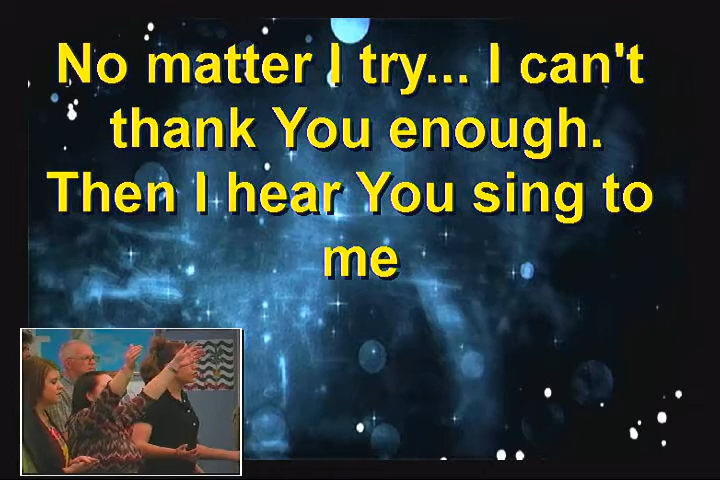 No matter I try... I can't
thank You enough.
Then I hear You sing to
me